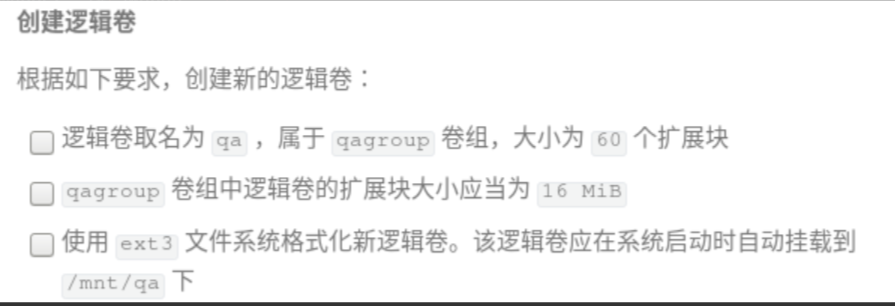 创建逻辑卷
根据如下要求，创建新的逻辑卷：
逻辑卷取名为 qa ，属于 qagroup 卷组，大小为 60 个扩展块
qagroup 卷组中逻辑卷的扩展块大小应当为 16 MiB
使用 ext3 文件系统格式化新逻辑卷。该逻辑卷应在系统启动时自动挂载到
/mnt/qa 下